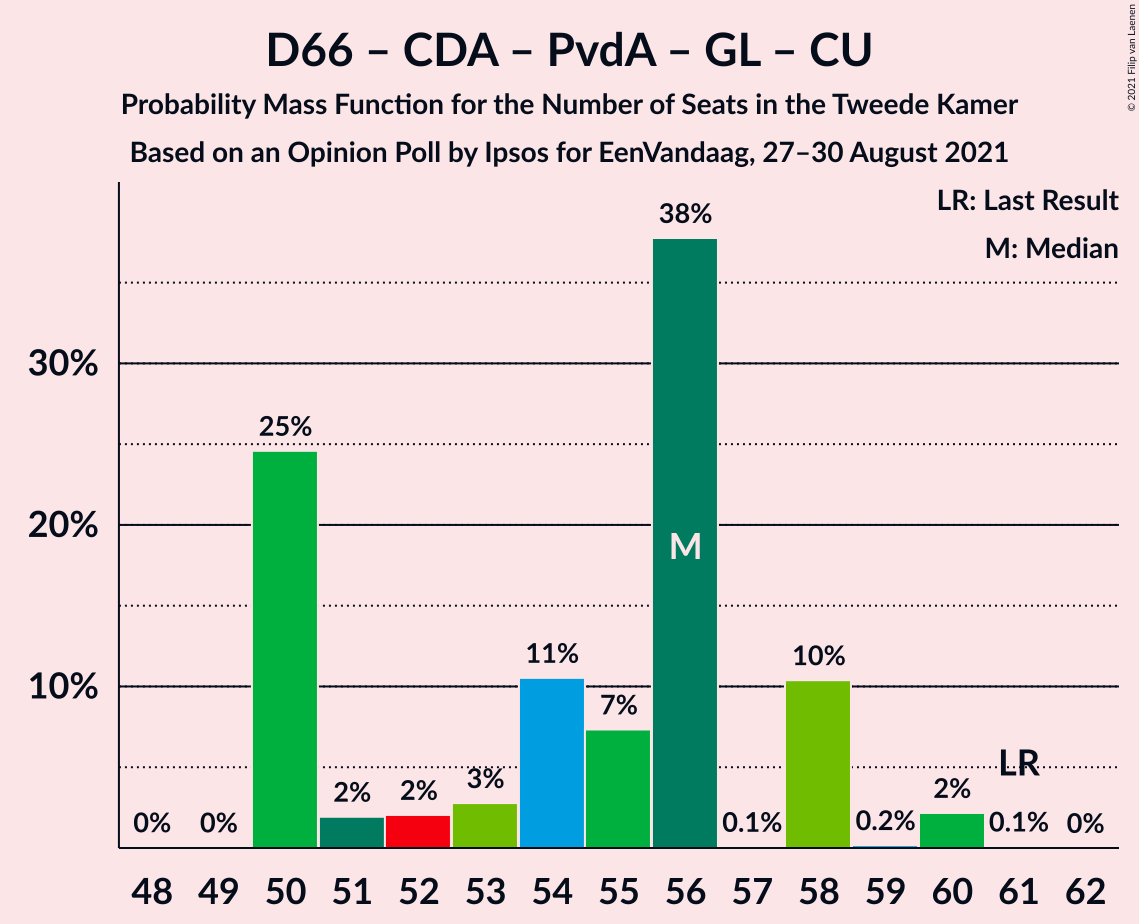 D66 – CDA – PvdA – GL – CU
Probability Mass Function for the Number of Seats in the Tweede Kamer
Based on an Opinion Poll by Ipsos for EenVandaag, 27–30 August 2021
© 2021 Filip van Laenen
LR: Last Result
M: Median
30%
20%
10%
0% 0% 25% 2% 2% 3% 11% 7% 38% 0.1% 10% 0.2% 2% 0.1% 0%
M
LR
48 49 50 51 52 53 54 55 56 57 58 59 60 61 62